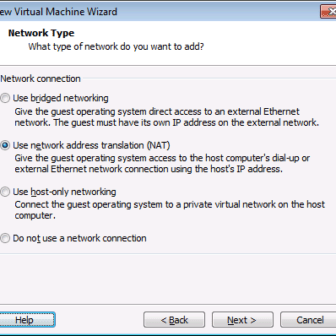 ew Virtual Machine Wizard
Network Type
What type of network do you want to add?
Network connection
Use bridged networking
Give the guest operating system direct access to an external Ethernet
network. The guest must have its own IP address on the external network.
Use network address translation (NAT)
Give the guest operating system access to the host computer's dial-up or
external Ethernet network connection using the host's IP address.
Use host-only networking
Connect the guest operating system to a private virtual network on the host
computer.
Do not use a network connection
Help < Back Next > Cancel